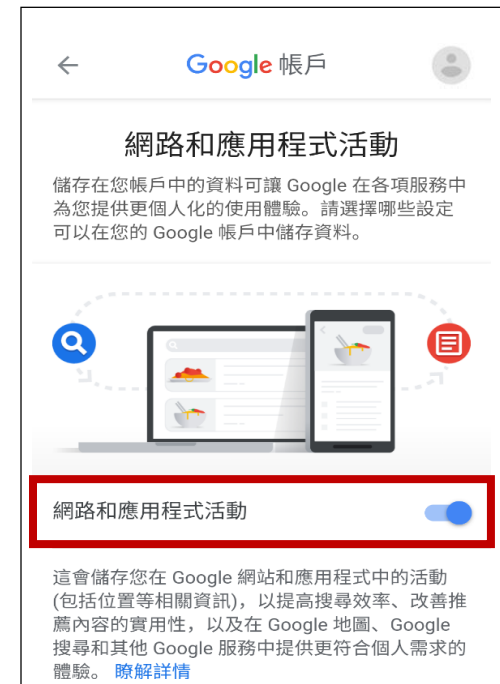 Google 帳戶
網路和應用程式活動
儲存在您帳戶中的資料可讓 Google 在各項服務中
為您提供更個人化的使用體驗。請選擇哪些設定
可以在您的 Google 帳戶中儲存資料。
網路和應用程式活動
這會儲存您在 Google 網站和應用程式中的活動
(包括位置等相關資訊)，以提高搜尋效率、改善推
薦內容的實用性，以及在 Google 地圖、Google
搜尋和其他 Google 服務中提供更符合個人需求的
體驗。 瞭解詳情